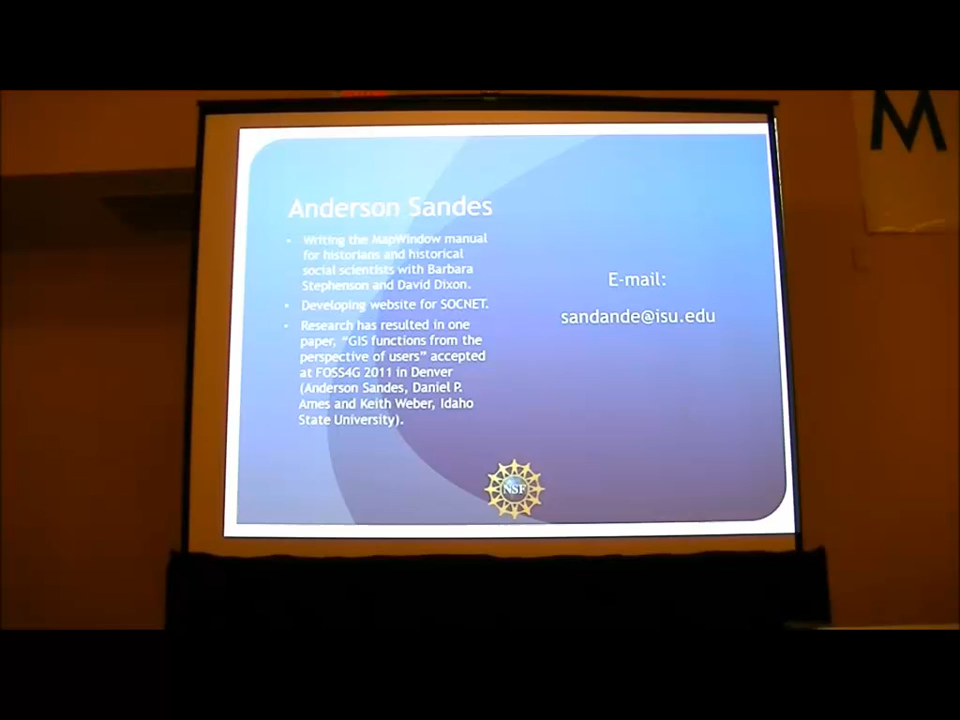 M
Anderson Sandes
• Writing the MapWindow manual
for historians and historical
social scientists with Barbara
Stephenson and David Dixon.
• Developing website for SOCNET.
• Research has resulted in one
paper, “GIS functions from the
perspective of users” accepted
at FOSS4G 2011 in Denver
(Anderson Sandes, Daniel P.
Ames and Keith Weber, Idaho
State University).
E-mail:
sandande@isu.edu
NSF